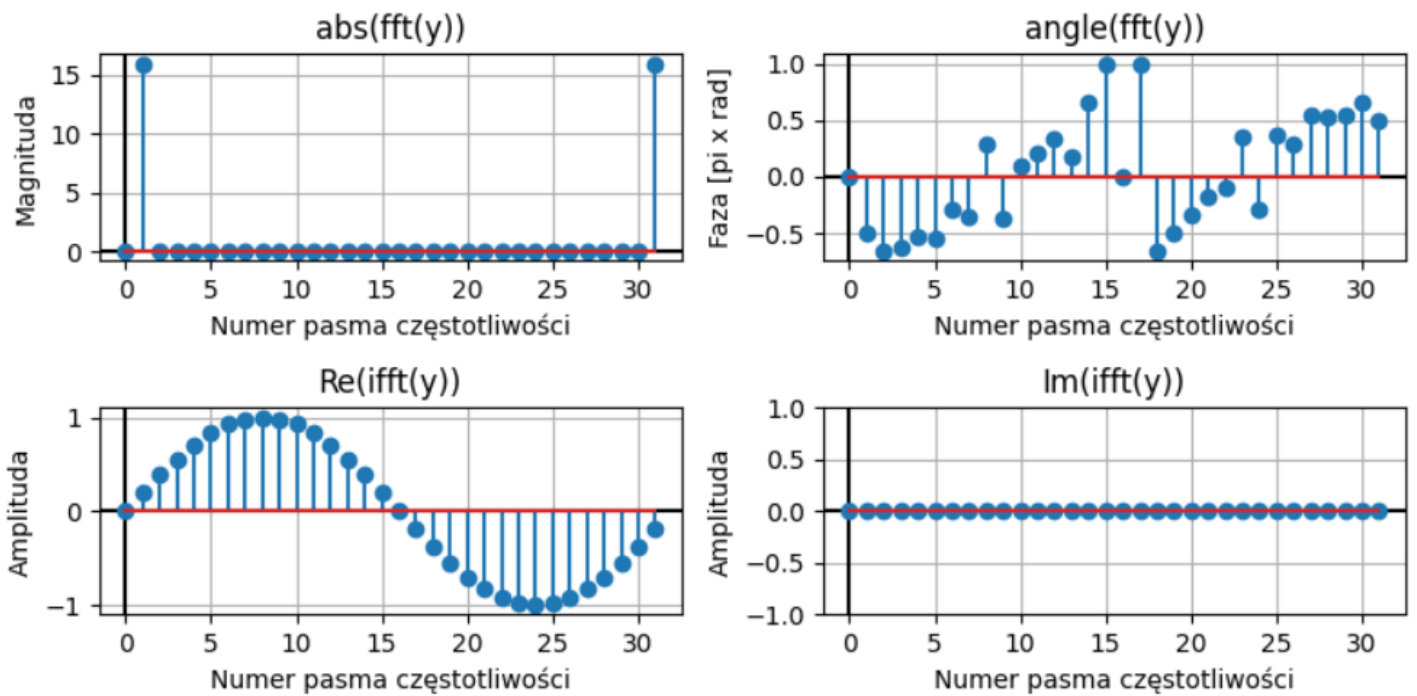 abs(fft(y))
Magnituda
15
10
5
0
0 5 10 15 20 25 30
Numer pasma częstotliwości
angle(fft(y))
Faza [pi x rad]
1.0
0.5
0.0
−0.5
0 5 10 15 20 25 30
Numer pasma częstotliwości
Re(ifft(y))
Amplituda
1
0
−1
0 5 10 15 20 25 30
Numer pasma częstotliwości
Im(ifft(y))
Amplituda
1.0
0.5
0.0
−0.5
−1.0
0 5 10 15 20 25 30
Numer pasma częstotliwości